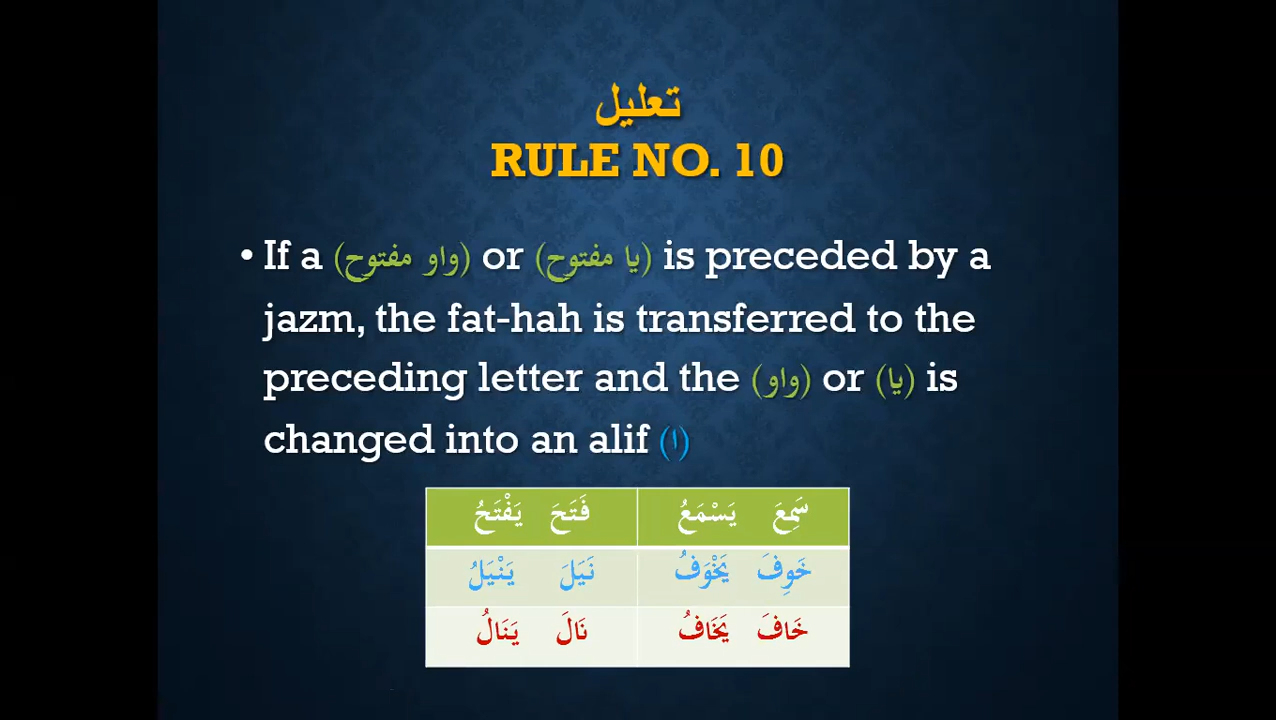 تعليل
RULE NO. 10
• If a (واو مفتوح) or (يا مفتوح) is preceded by a
jazm, the fat-hah is transferred to the
preceding letter and the (واو) or (يا) is
changed into an alif (ا)
سَمِعَ يَسْمَعُ فَتَحَ يَفْتَحُ
خَوِفَ يَخْوَفُ نَيَلَ يَنْيَلُ
خَافَ يَخَافُ نَالَ يَنَالُ